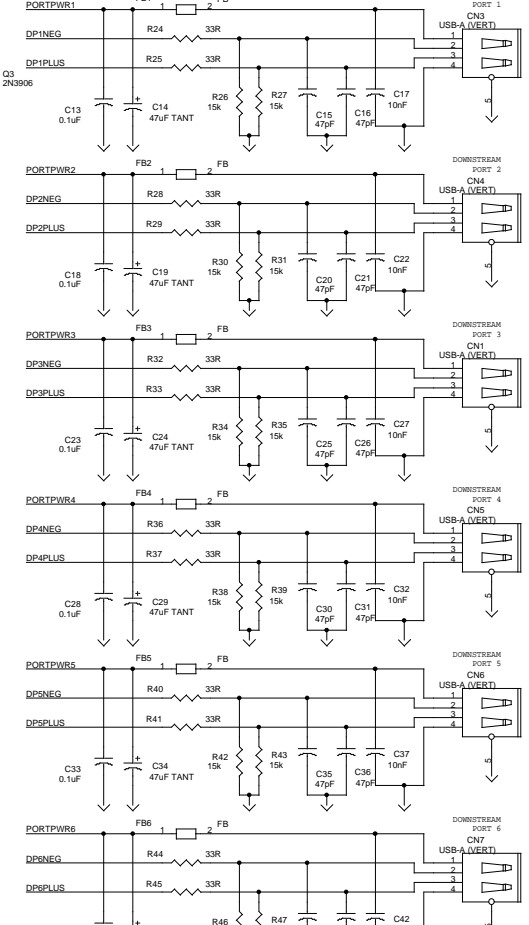 PORTPWR1 1 2 FB PORT 1
CN3
USB-A (VERT)
R24 33R 1
DP1NEG 2
3
R25 33R 4
DP1PLUS
Q3
2N3906
R26 R27 C17
15k 15k 10nF
C13 C14 C15 C16 5
0.1uF 47uF TANT 47pF 47pF
DOWNSTREAM
PORT 2
PORTPWR2 FB2 1 2 FB CN4
USB-A (VERT)
R28 33R 1
DP2NEG 2
3
R29 33R 4
DP2PLUS
R30 R31 C22
15k 15k 10nF
C18 C19 C20 C21 5
0.1uF 47uF TANT 47pF 47pF
DOWNSTREAM
PORT 3
PORTPWR3 FB3 1 2 FB CN1
USB-A (VERT)
R32 33R 1
DP3NEG 2
3
R33 33R 4
DP3PLUS
R34 R35 C27
15k 15k 10nF
C23 C24 C25 C26 5
0.1uF 47uF TANT 47pF 47pF
DOWNSTREAM
PORT 4
PORTPWR4 FB4 1 2 FB CN5
USB-A (VERT)
R36 33R 1
DP4NEG 2
3
R37 33R 4
DP4PLUS
R38 R39 C32
15k 15k 10nF
C28 C29 C30 C31 5
0.1uF 47uF TANT 47pF 47pF
DOWNSTREAM
PORT 5
PORTPWR5 FB5 1 2 FB CN6
USB-A (VERT)
R40 33R 1
DP5NEG 2
3
R41 33R 4
DP5PLUS
R42 R43 C37
15k 15k 10nF
C33 C34 C35 C36 5
0.1uF 47uF TANT 47pF 47pF
DOWNSTREAM
PORT 6
PORTPWR6 FB6 1 2 FB CN7
USB-A (VERT)
R44 33R 1
DP6NEG 2
3
R45 33R 4
DP6PLUS
R46 R47 C42